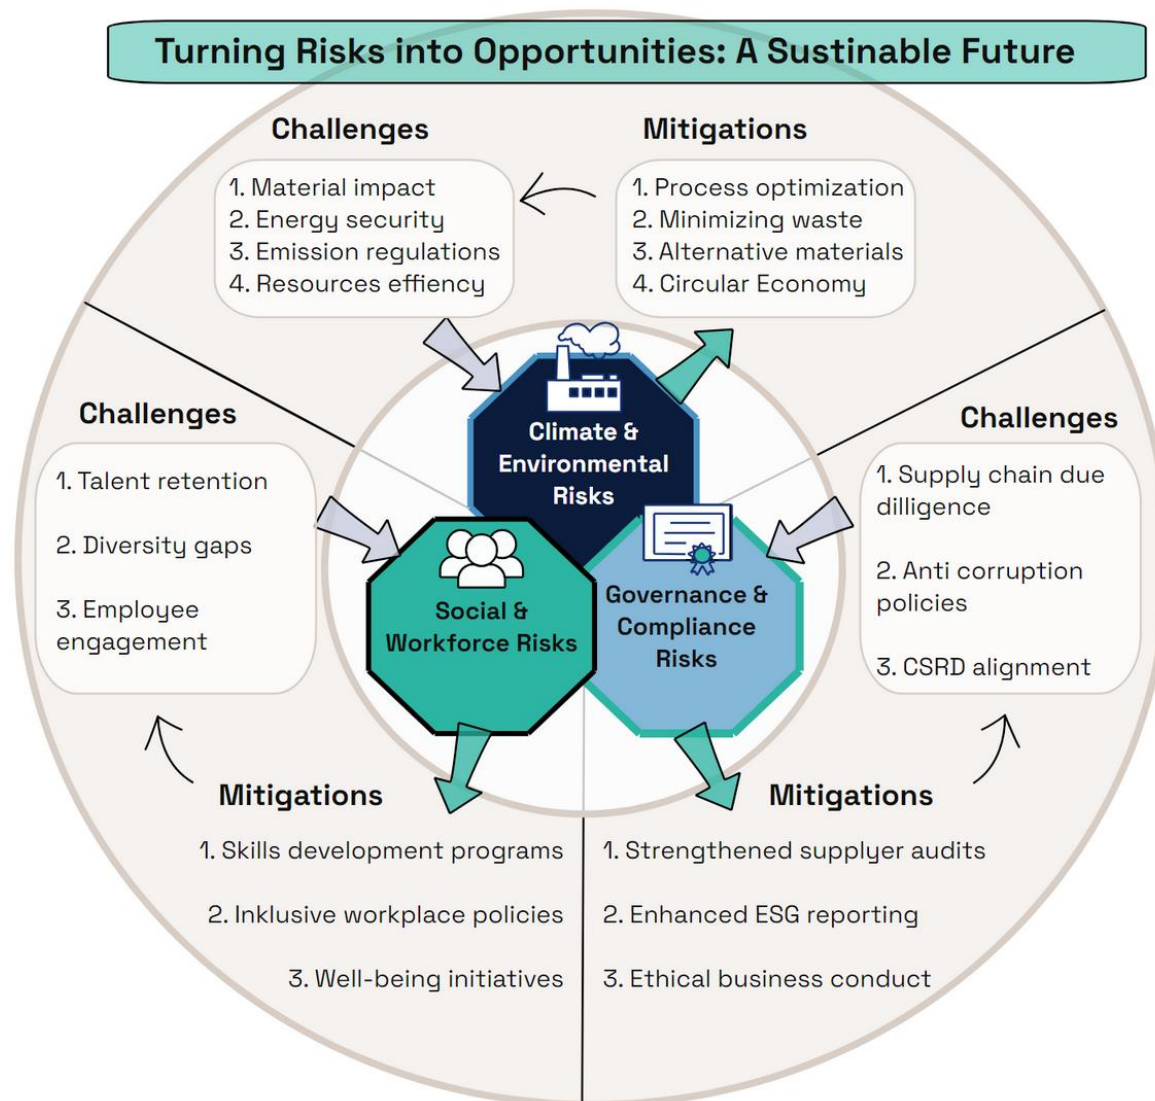 Turning Risks into Opportunities: A Sustinable Future
Challenges
1. Material impact
2. Energy security
3. Emission regulations
4. Resources effiency
Mitigations
1. Process optimization
2. Minimizing waste
3. Alternative materials
4. Circular Economy
Climate &
Environmental
Risks
Challenges
1. Talent retention
2. Diversity gaps
3. Employee
engagement
Social &
Workforce Risks
Governance &
Compliance
Risks
Challenges
1. Supply chain due
dilligence
2. Anti corruption
policies
3. CSRD alignment
Mitigations
1. Skills development programs
2. Inklusive workplace policies
3. Well-being initiatives
Mitigations
1. Strengthened supplyer audits
2. Enhanced ESG reporting
3. Ethical business conduct